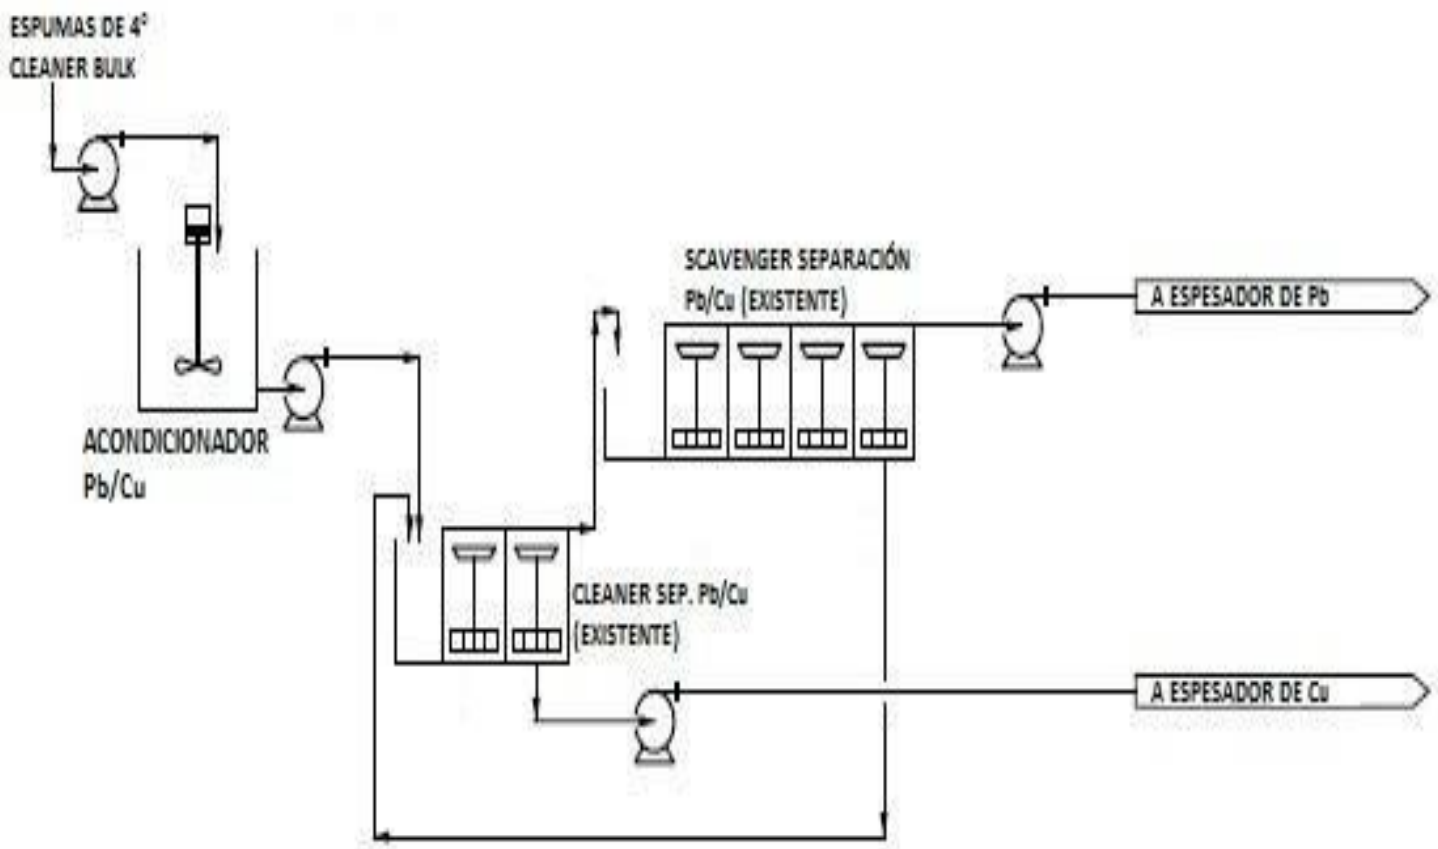 ESPUMAS DE 4º
CLEANER BULK
SCAVENGER SEPARACIÓN
Pb/Cu (EXISTENTE)
A ESPESADOR DE Pb
ACONDICIONADOR
Pb/Cu
CLEANER SEP. Pb/Cu
(EXISTENTE)
A ESPESADOR DE Cu